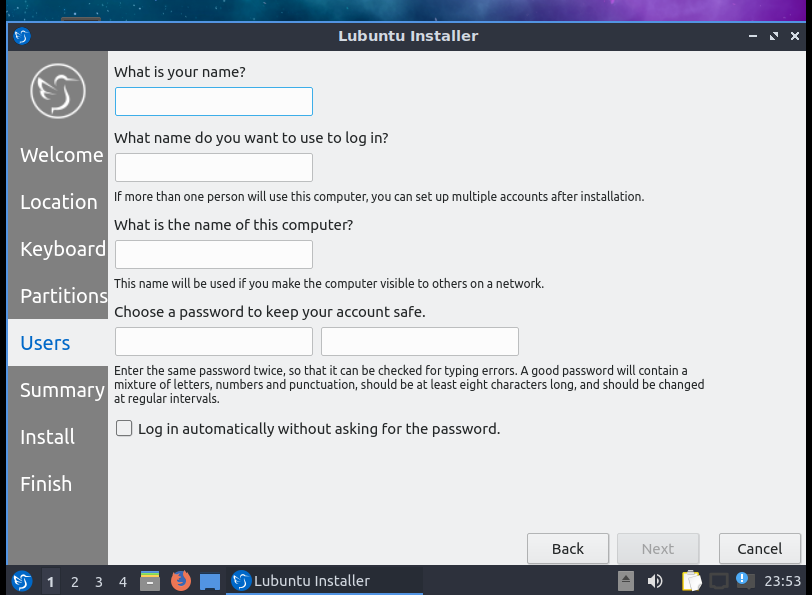 Lubuntu Installer
What is your name?
What name do you want to use to log in?
If more than one person will use this computer, you can set up multiple accounts after installation.
What is the name of this computer?
This name will be used if you make the computer visible to others on a network.
Choose a password to keep your account safe.
Enter the same password twice, so that it can be checked for typing errors. A good password will contain a
mixture of letters, numbers and punctuation, should be at least eight characters long, and should be changed
at regular intervals.
Log in automatically without asking for the password.
Welcome
Location
Keyboard
Partitions
Users
Summary
Install
Finish
Back Next Cancel
1 2 3 4 Lubuntu Installer 23:53